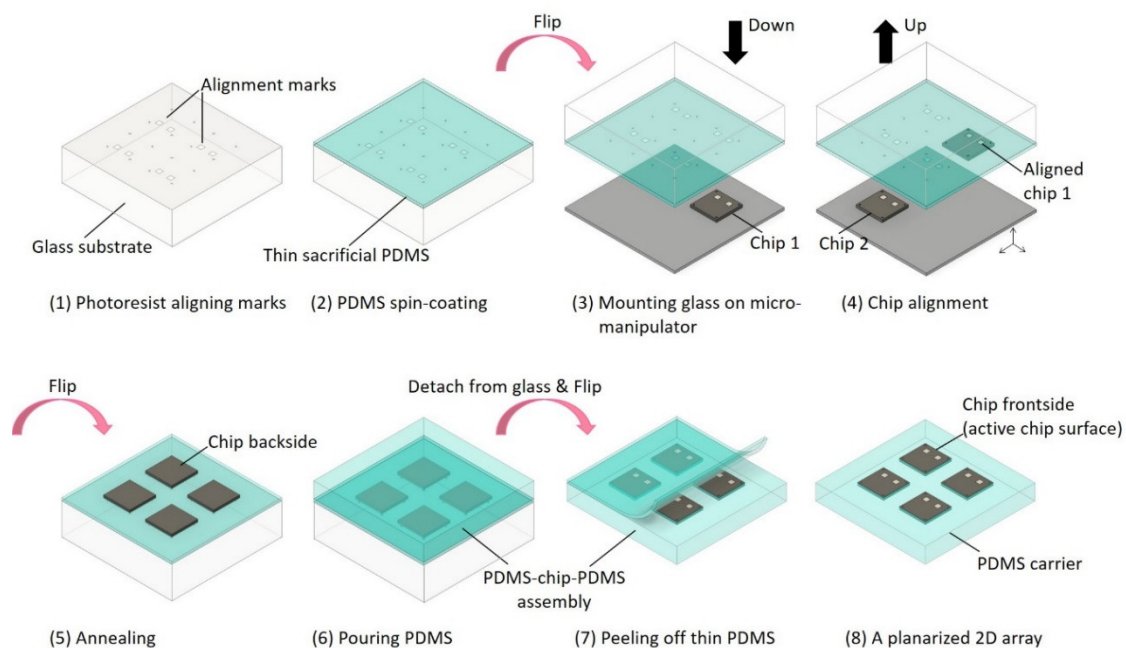 Flip
Down
Up
Alignment marks
Glass substrate
Thin sacrificial PDMS
Chip 1
Chip 2
Aligned
chip 1
(1) Photoresist aligning marks
(2) PDMS spin-coating
(3) Mounting glass on micro-
manipulator
(4) Chip alignment
Flip
Detach from glass & Flip
Chip backside
Chip frontside
(active chip surface)
PDMS-chip-PDMS
assembly
PDMS carrier
(5) Annealing
(6) Pouring PDMS
(7) Peeling off thin PDMS
(8) A planarized 2D array